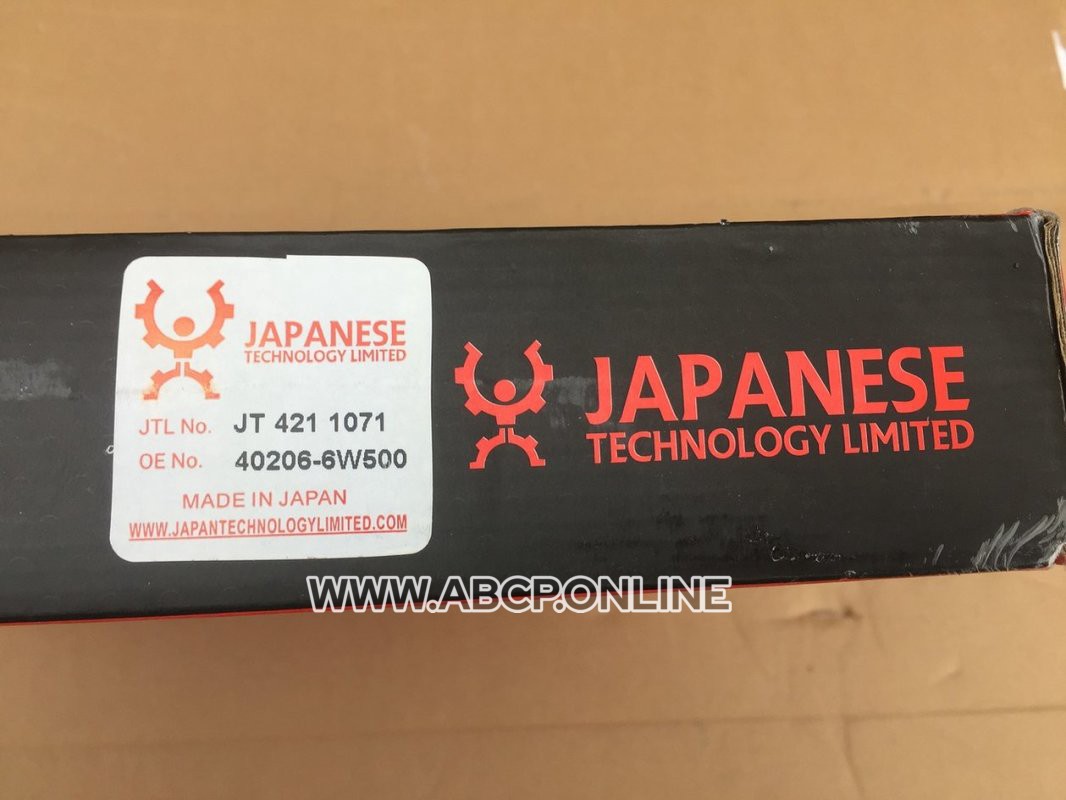 JAPANESE
TECHNOLOGY LIMITED
JTL No. JT 421 1071
OE No. 40206-6W500
MADE IN JAPAN
WWW.JAPANTECHNOLOGYLIMITED.COM
JAPANESE
TECHNOLOGY LIMITED
WWW.ABCP.ONLINE